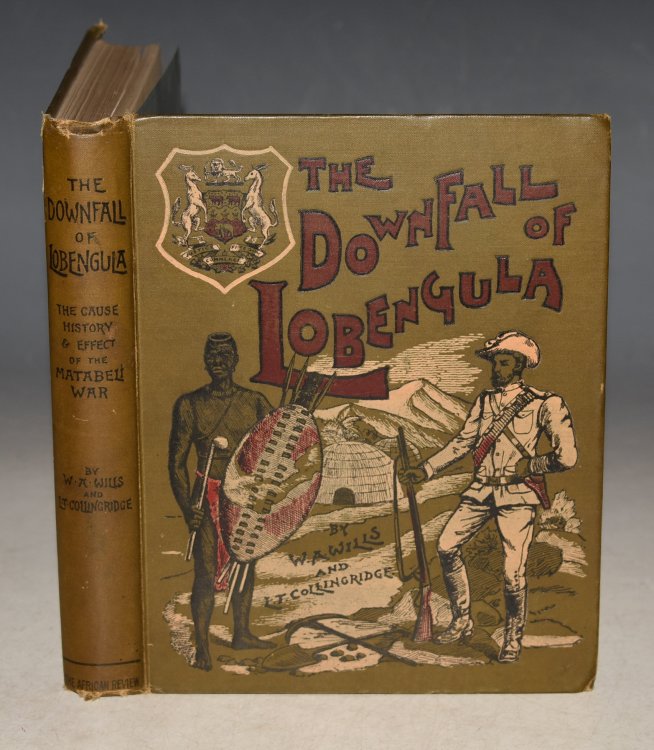 THE
DOWNFALL
OF
LOBENGULA
THE CAUSE
HISTORY
& EFFECT
OF THE
MATABELI
WAR
BY
W. A. WILLS
AND
L.T. COLLINGRIDGE
THE AFRICAN REVIEW
THE
DOWNFALL
OF
LOBENGULA
BY
W. A. WILLS
AND
L.T. COLLINGRIDGE